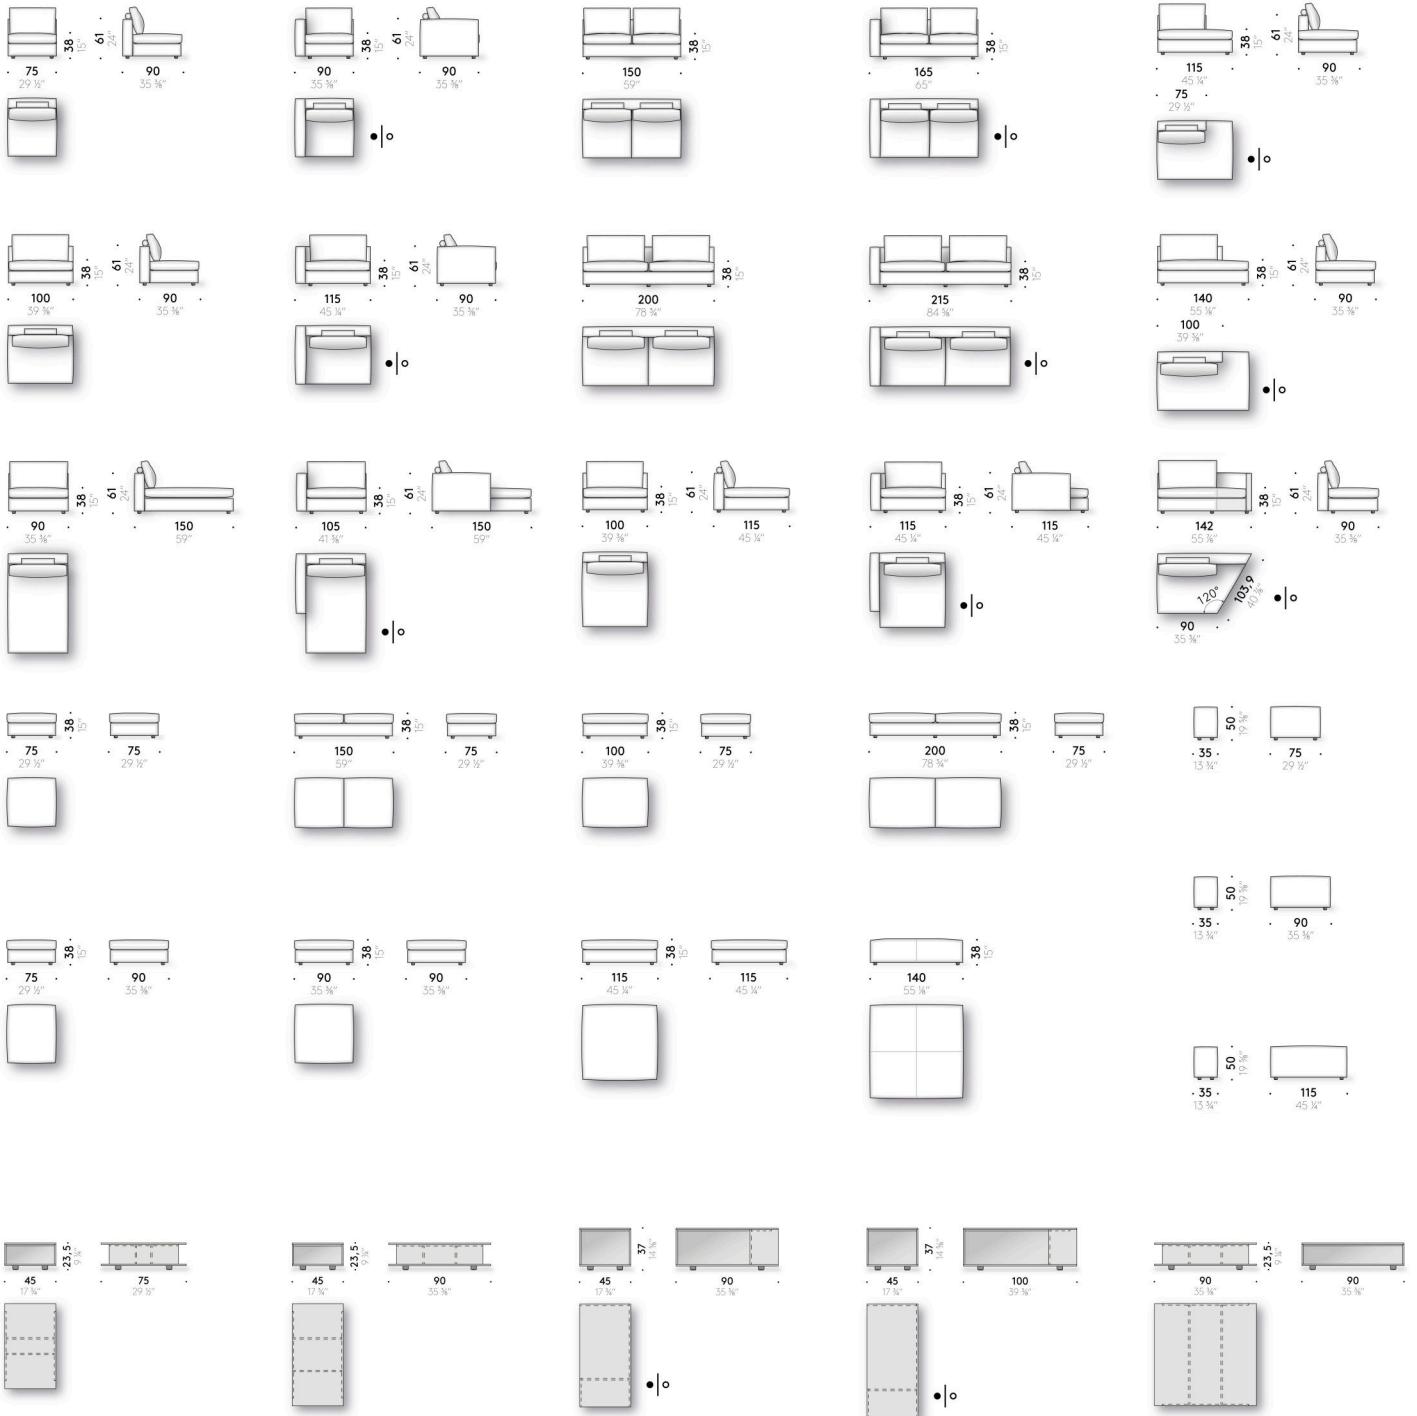 75 38 61 90
29 ½" 15" 24" 35 ⅜"
90 38 61 90
35 ⅜" 15" 24" 35 ⅜"
150 38
59" 15"
165 38
65" 15"
115 38 61 90
45 ¼" 15" 24" 35 ⅜"
75
29 ½"
100 38 61 90
39 ⅜" 15" 24" 35 ⅜"
115 38 61 90
45 ¼" 15" 24" 35 ⅜"
200 38
78 ¾" 15"
215 38
84 ⅝" 15"
140 38 61 90
55 ⅛" 15" 24" 35 ⅜"
100
39 ⅜"
90 38 61 150
35 ⅜" 15" 24" 59"
105 38 61 150
41 ⅜" 15" 24" 59"
100 38 61 115
39 ⅜" 15" 24" 45 ¼"
115 38 61 115
45 ¼" 15" 24" 45 ¼"
142 38 61 90
55 ⅞" 15" 24" 35 ⅜"
120° 103,9
40 ⅞"
90
35 ⅜"
75 38 75
29 ½" 15" 29 ½"
150 38 75
59" 15" 29 ½"
100 38 75
39 ⅜" 15" 29 ½"
200 38 75
78 ¾" 15" 29 ½"
35 50 75
13 ¾" 19 ⅝" 29 ½"
35 50 90
13 ¾" 19 ⅝" 35 ⅜"
75 38 90
29 ½" 15" 35 ⅜"
90 38 90
35 ⅜" 15" 35 ⅜"
115 38 115
45 ¼" 15" 45 ¼"
140 38
55 ⅛" 15"
35 50 115
13 ¾" 19 ⅝" 45 ¼"
45 23,5 75
17 ¾" 9 ¼" 29 ½"
45 23,5 90
17 ¾" 9 ¼" 35 ⅜"
45 37 90
17 ¾" 14 ⅝" 35 ⅜"
45 37 100
17 ¾" 14 ⅝" 39 ⅜"
90 23,5 90
35 ⅜" 9 ¼" 35 ⅜"